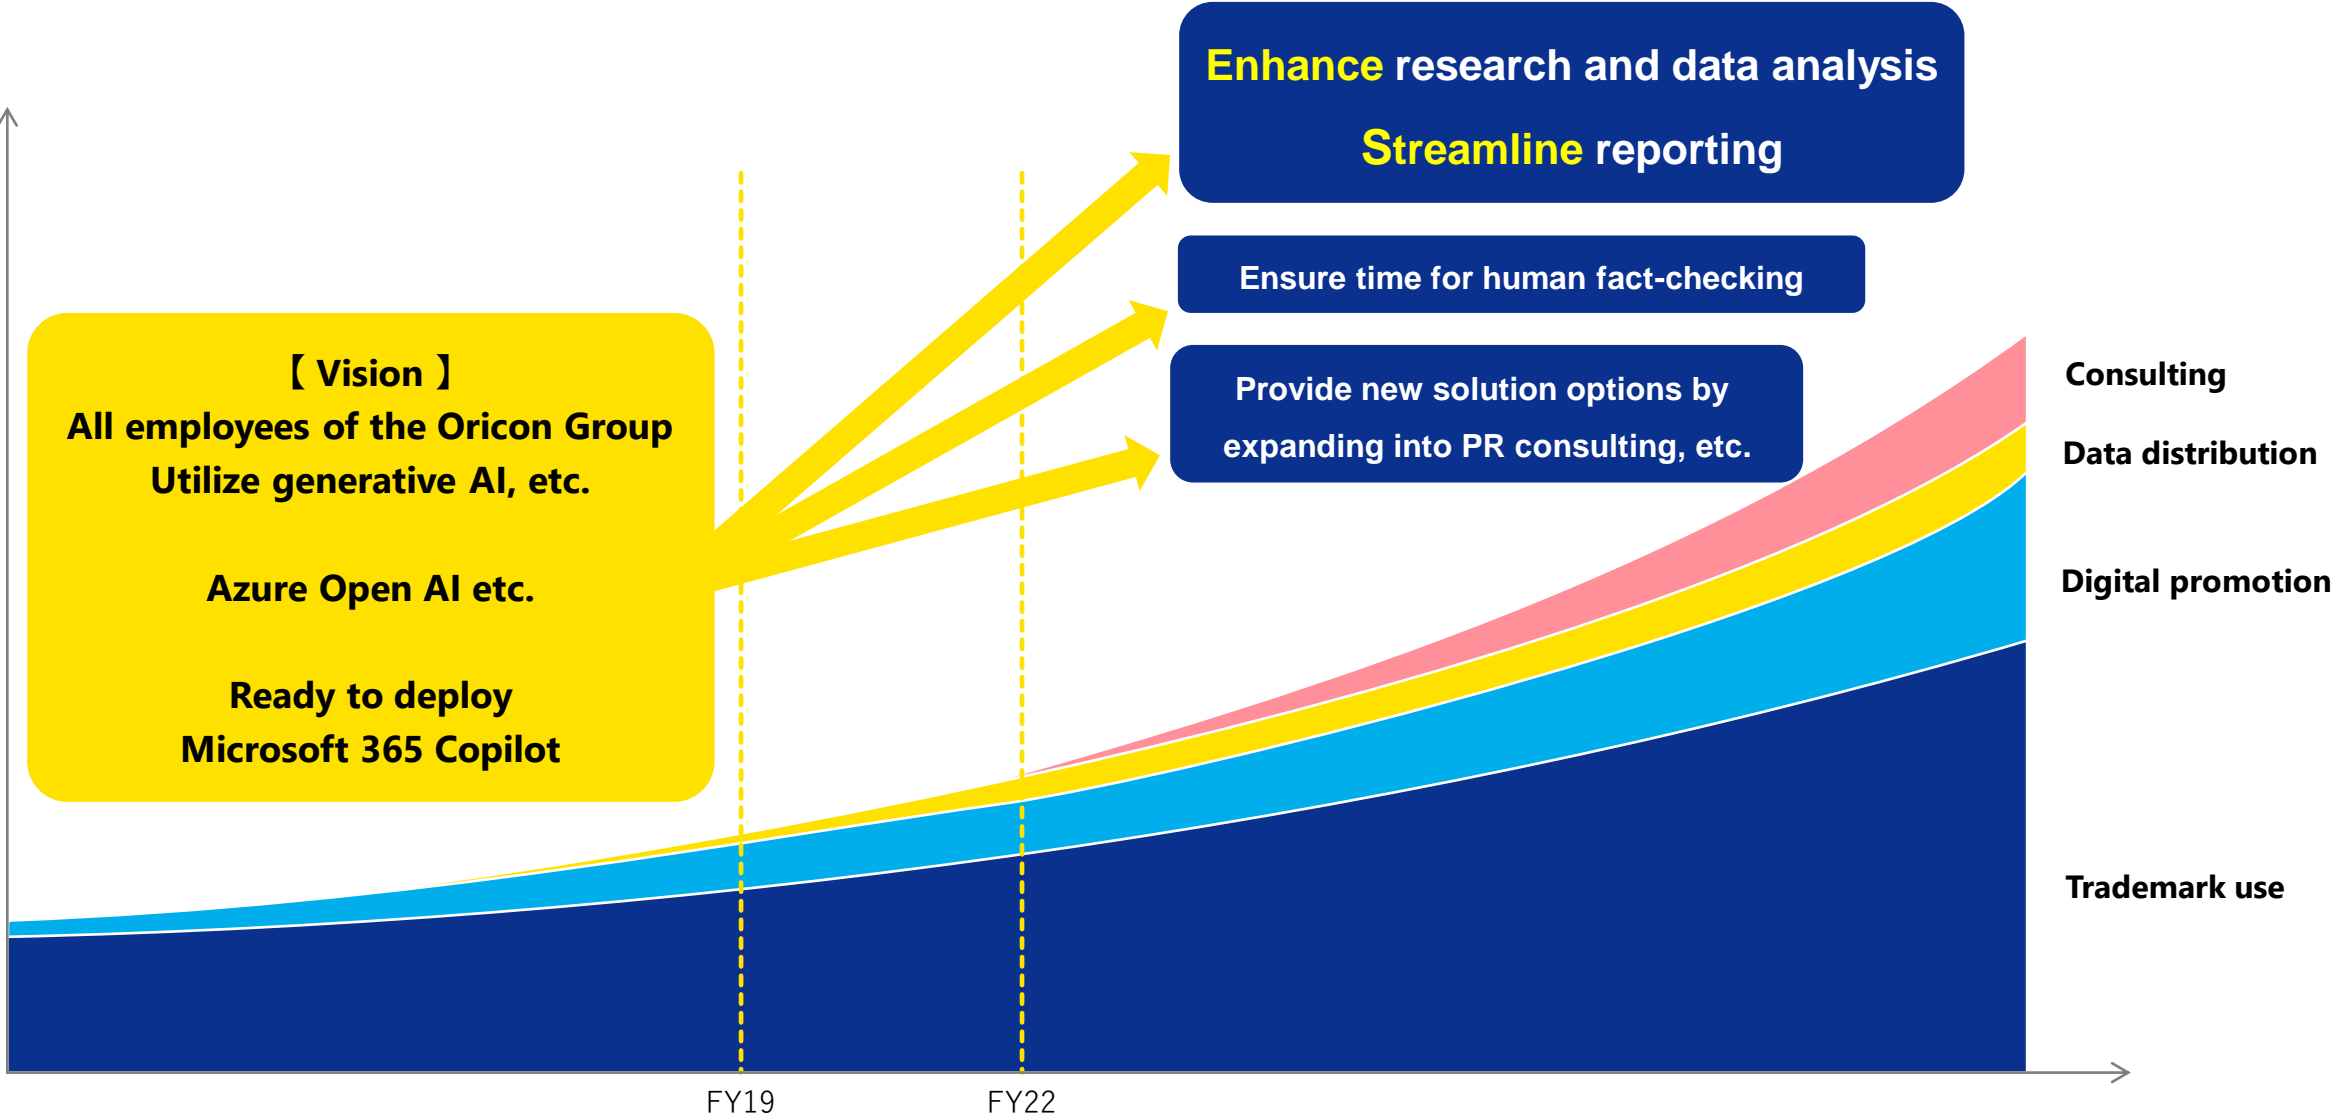 Enhance research and data analysis
Streamline reporting
Ensure time for human fact-checking
Provide new solution options by
expanding into PR consulting, etc.
【 Vision 】
All employees of the Oricon Group
Utilize generative AI, etc.
Azure Open AI etc.
Ready to deploy
Microsoft 365 Copilot
Consulting
Data distribution
Digital promotion
Trademark use
FY19
FY22